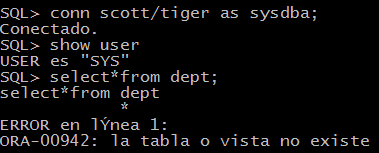 SQL> conn scott/tiger as sysdba;
Conectado.
SQL> show user
USER es "SYS"
SQL> select*from dept;
select*from dept
*
ERROR en lÝnea 1:
ORA-00942: la tabla o vista no existe